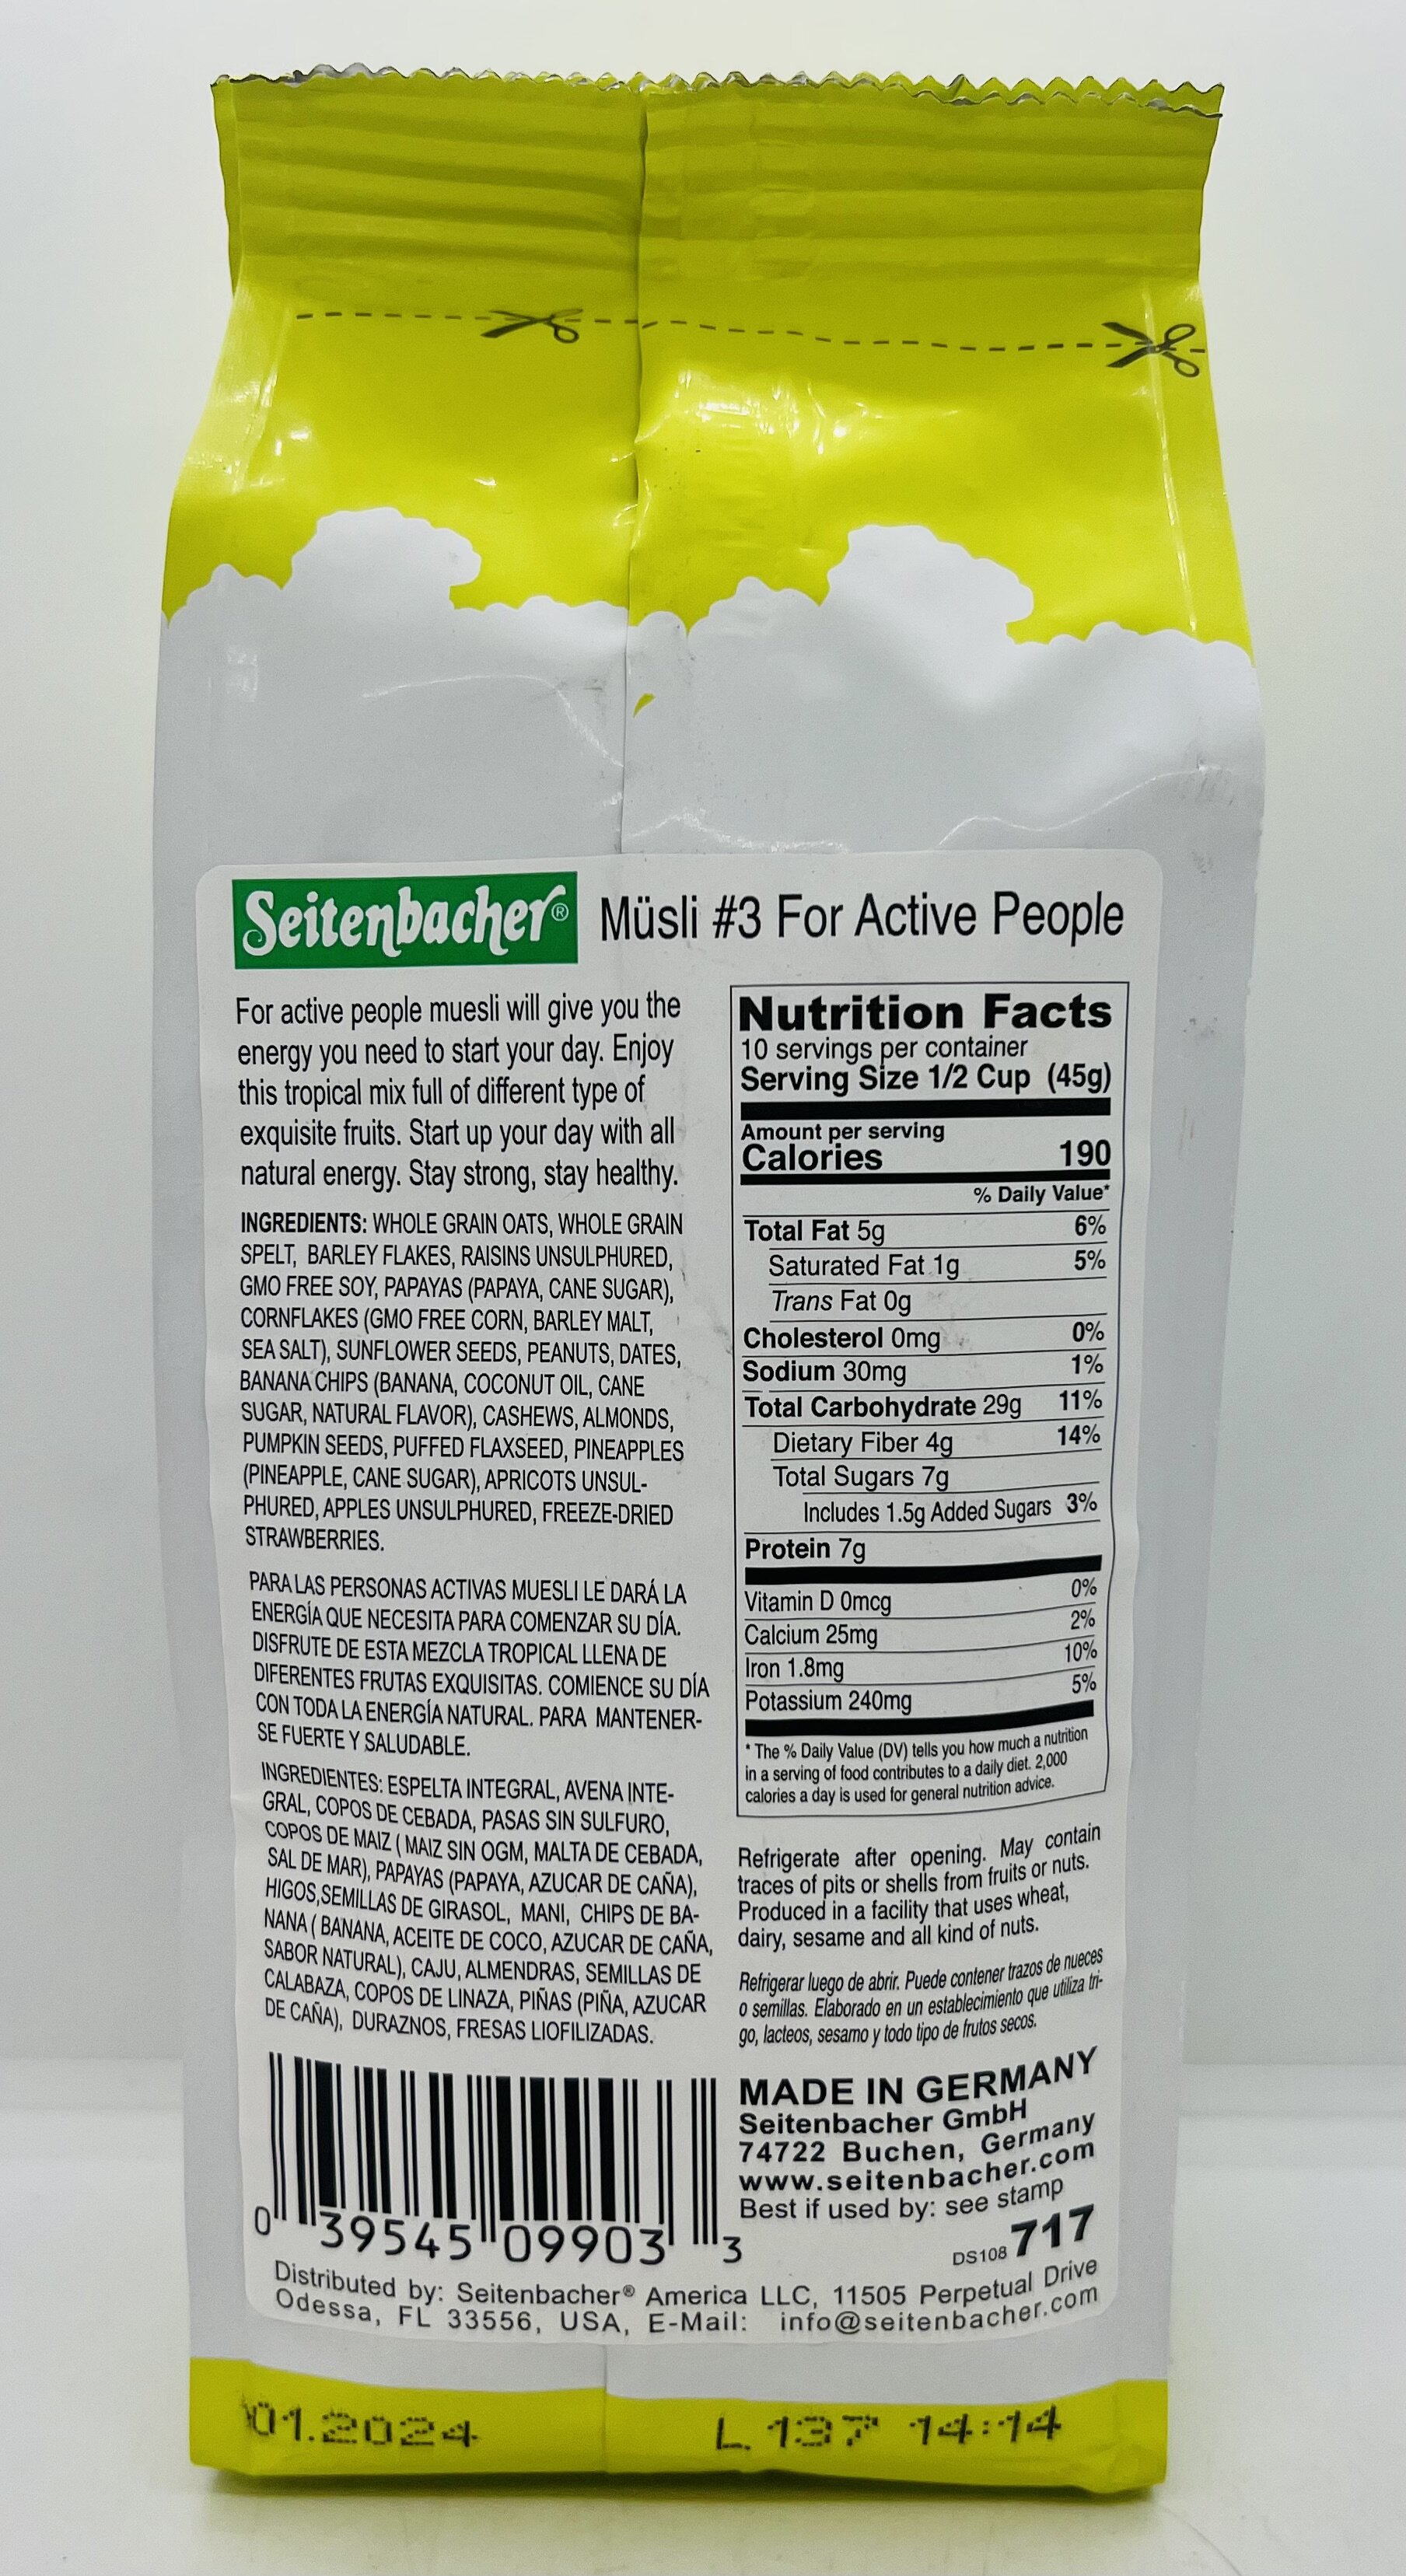 Seitenbacher® Müsli #3 For Active People
For active people muesli will give you the
energy you need to start your day. Enjoy
this tropical mix full of different type of
exquisite fruits. Start up your day with all
natural energy. Stay strong, stay healthy.
INGREDIENTS: WHOLE GRAIN OATS, WHOLE GRAIN
SPELT, BARLEY FLAKES, RAISINS UNSULPHURED,
GMO FREE SOY, PAPAYAS (PAPAYA, CANE SUGAR),
CORNFLAKES (GMO FREE CORN, BARLEY MALT,
SEA SALT), SUNFLOWER SEEDS, PEANUTS, DATES,
BANANA CHIPS (BANANA, COCONUT OIL, CANE
SUGAR, NATURAL FLAVOR), CASHEWS, ALMONDS,
PUMPKIN SEEDS, PUFFED FLAXSEED, PINEAPPLES
(PINEAPPLE, CANE SUGAR), APRICOTS UNSUL-
PHURED, APPLES UNSULPHURED, FREEZE-DRIED
STRAWBERRIES.
PARA LAS PERSONAS ACTIVAS MUESLI LE DARÁ LA
ENERGÍA QUE NECESITA PARA COMENZAR SU DÍA.
DISFRUTE DE ESTA MEZCLA TROPICAL LLENA DE
DIFERENTES FRUTAS EXQUISITAS. COMIENCE SU DÍA
CON TODA LA ENERGÍA NATURAL. PARA MANTENER-
SE FUERTE Y SALUDABLE.
INGREDIENTES: ESPELTA INTEGRAL, AVENA INTE-
GRAL, COPOS DE CEBADA, PASAS SIN SULFURO,
COPOS DE MAIZ ( MAIZ SIN OGM, MALTA DE CEBADA,
SAL DE MAR), PAPAYAS (PAPAYA, AZUCAR DE CAÑA),
HIGOS,SEMILLAS DE GIRASOL, MANI, CHIPS DE BA-
NANA ( BANANA, ACEITE DE COCO, AZUCAR DE CAÑA,
SABOR NATURAL), CAJU, ALMENDRAS, SEMILLAS DE
CALABAZA, COPOS DE LINAZA, PIÑAS (PIÑA, AZUCAR
DE CAÑA), DURAZNOS, FRESAS LIOFILIZADAS.
Nutrition Facts
10 servings per container
Serving Size 1/2 Cup (45g)
Amount per serving
Calories 190
% Daily Value*
Total Fat 5g 6%
Saturated Fat 1g 5%
Trans Fat 0g
Cholesterol 0mg 0%
Sodium 30mg 1%
Total Carbohydrate 29g 11%
Dietary Fiber 4g 14%
Total Sugars 7g
Includes 1.5g Added Sugars 3%
Protein 7g
Vitamin D 0mcg 0%
Calcium 25mg 2%
Iron 1.8mg 10%
Potassium 240mg 5%
* The % Daily Value (DV) tells you how much a nutrition
in a serving of food contributes to a daily diet. 2,000
calories a day is used for general nutrition advice.
Refrigerate after opening. May contain
traces of pits or shells from fruits or nuts.
Produced in a facility that uses wheat,
dairy, sesame and all kind of nuts.
Refrigerar luego de abrir. Puede contener trazos de nueces
o semillas. Elaborado en un establecimiento que utiliza tri-
go, lacteos, sesamo y todo tipo de frutos secos.
MADE IN GERMANY
Seitenbacher GmbH
74722 Buchen, Germany
www.seitenbacher.com
Best if used by: see stamp
DS108 717
0 39545 09903 3
Distributed by: Seitenbacher® America LLC, 11505 Perpetual Drive
Odessa, FL 33556, USA, E-Mail: info@seitenbacher.com
01.2024 L. 137 14:14